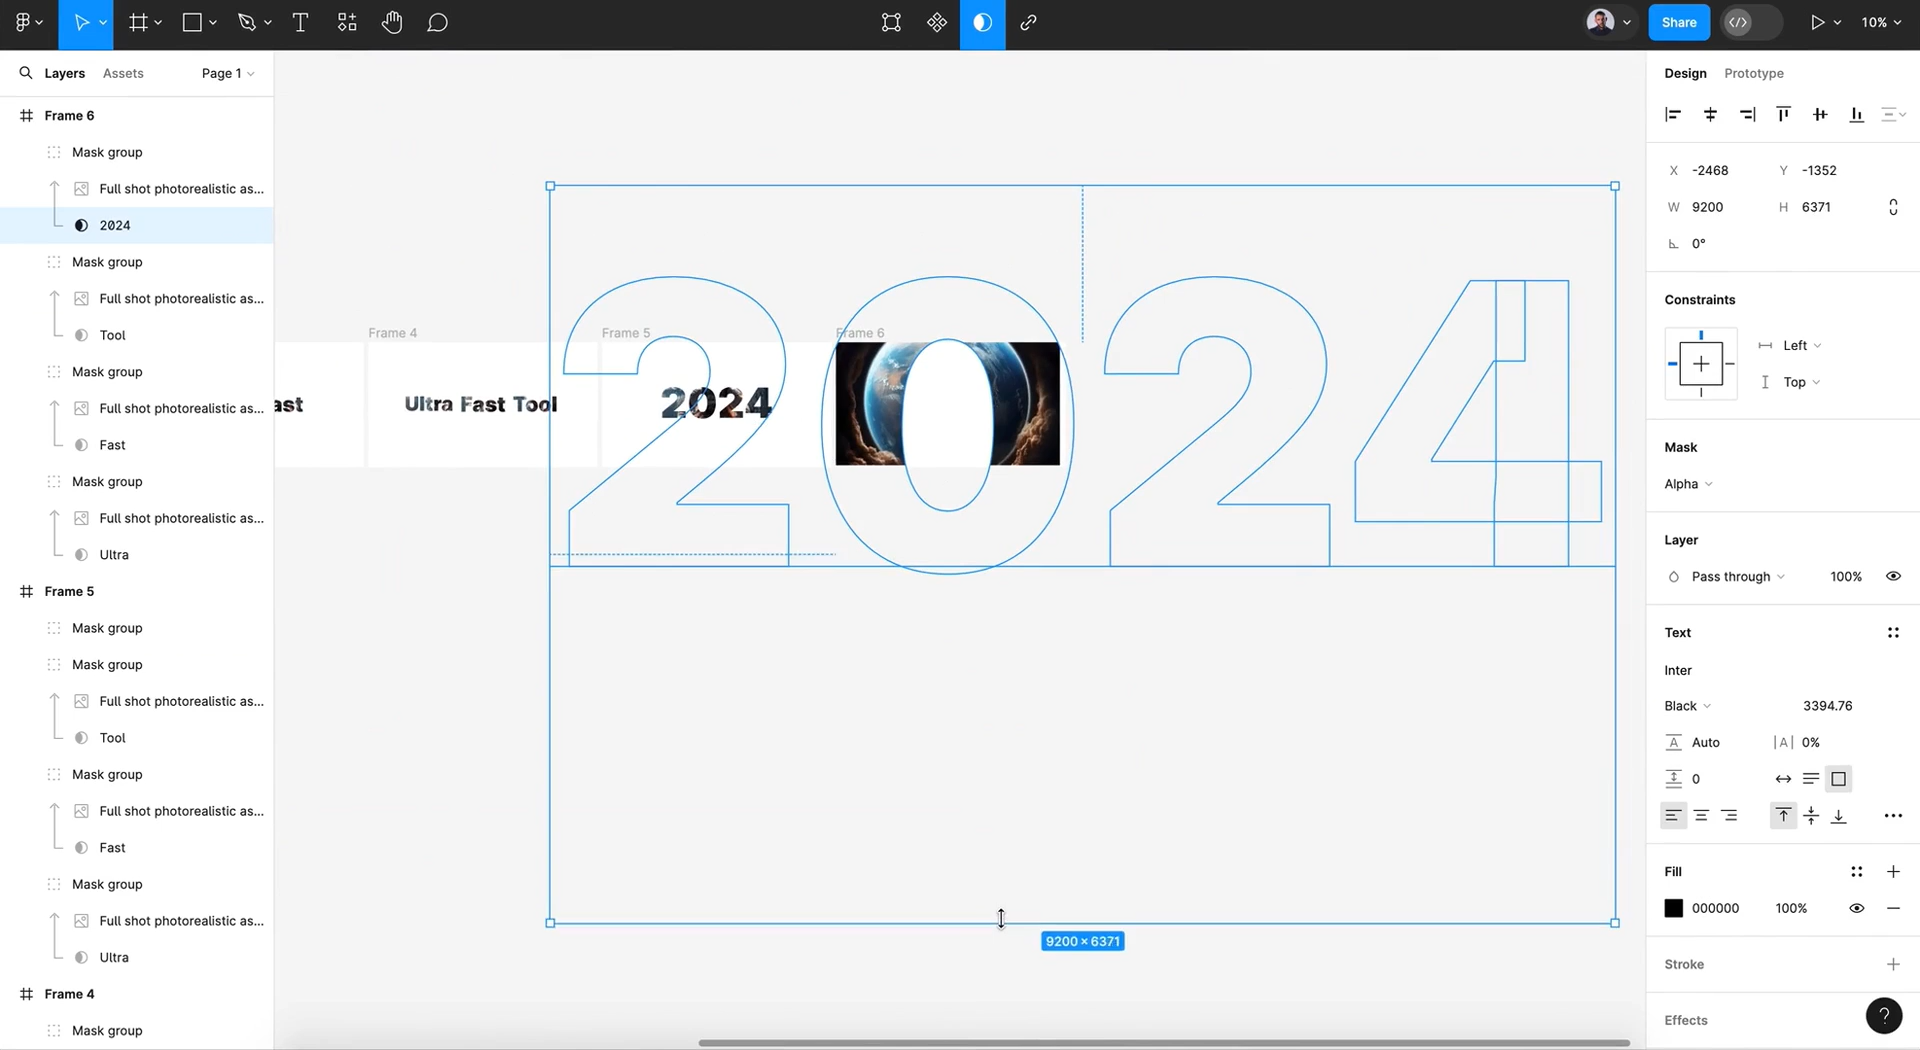 Share
10%
Layers
Assets
Page 1
Frame 6
Mask group
Full shot photorealistic as...
2024
Mask group
Full shot photorealistic as...
Tool
Mask group
Full shot photorealistic as...
Fast
Mask group
Full shot photorealistic as...
Ultra
Frame 5
Mask group
Mask group
Full shot photorealistic as...
Tool
Mask group
Full shot photorealistic as...
Fast
Mask group
Full shot photorealistic as...
Ultra
Frame 4
Mask group
Frame 4
Frame 5
Frame 6
ast
Ultra Fast Tool
2024
2024
9200 × 6371
Design
Prototype
X -2468
Y -1352
W 9200
H 6371
0°
Constraints
Left
Top
Mask
Alpha
Layer
Pass through
100%
Text
Inter
Black
3394.76
A Auto
|A| 0%
0
Fill
000000
100%
Stroke
Effects
?